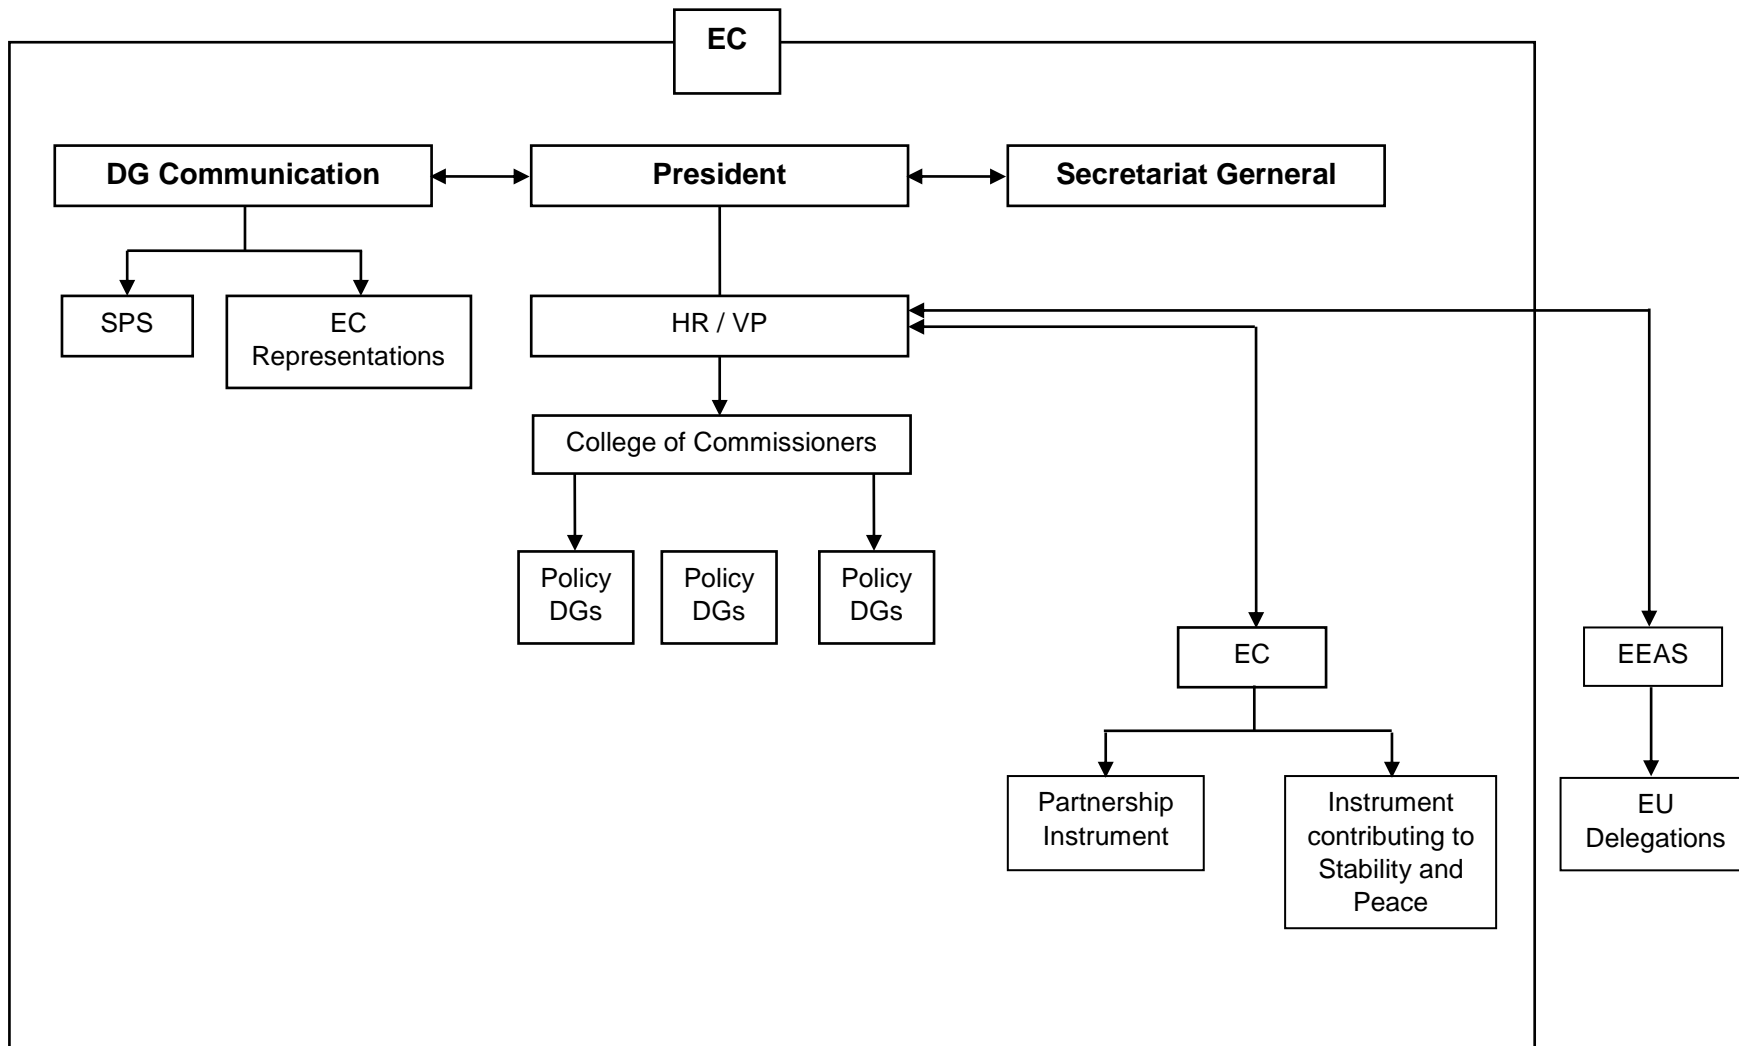 EC
DG Communication
President
Secretariat Gerneral
SPS
EC
Representations
HR / VP
College of Commissioners
Policy
DGs
Policy
DGs
Policy
DGs
EC
EEAS
Partnership
Instrument
Instrument
contributing to
Stability and
Peace
EU
Delegations